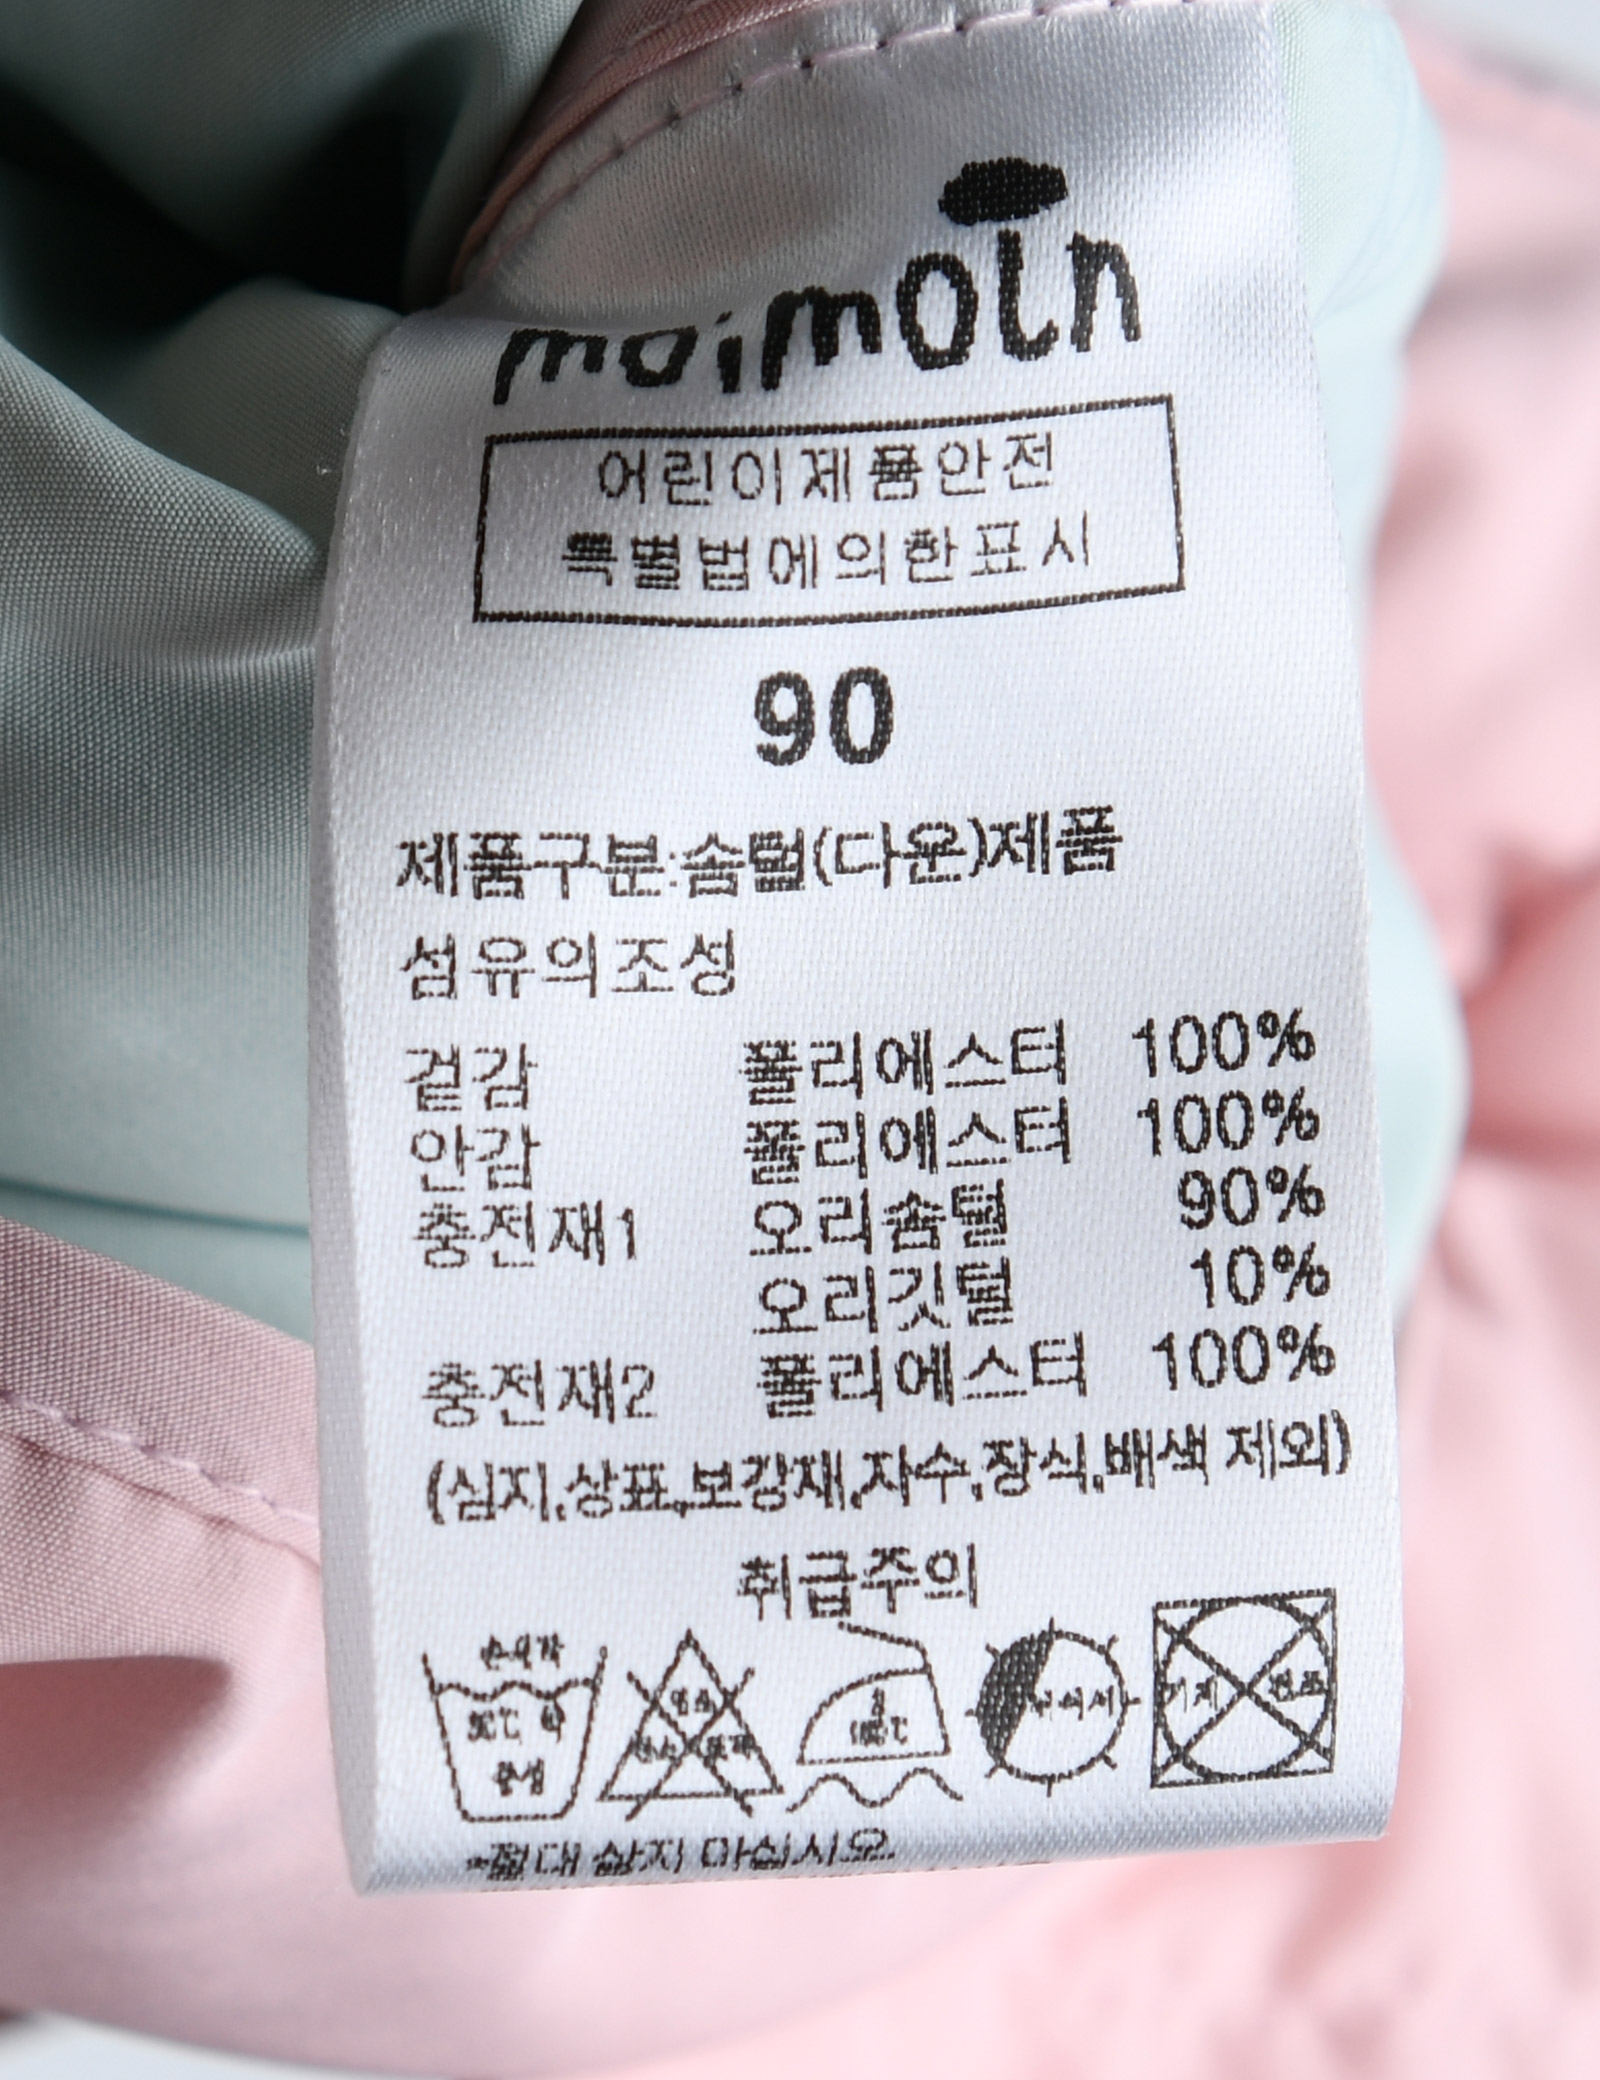 moimoln
어린이제품안전
특별법에의한표시
90
제품구분:솜털(다운)제품
섬유의조성
겉감 폴리에스터 100%
안감 폴리에스터 100%
충전재1 오리솜털 90%
오리깃털 10%
충전재2 폴리에스터 100%
(심지,상표,보강재,자수,장식,배색 제외)
취급주의
손세탁
30℃ 약
중성
염소
산소 표백
기계 건조
-절대 삶지 마십시오